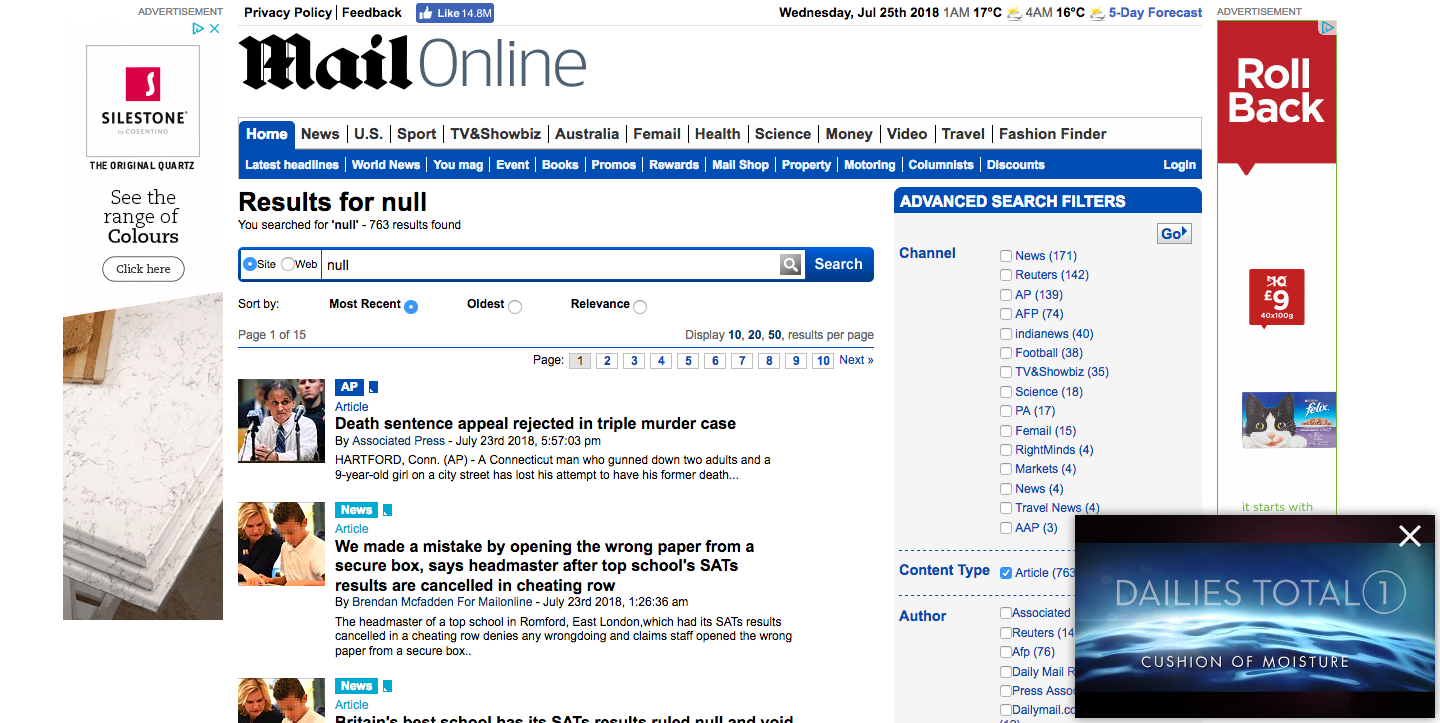 ADVERTISEMENT
Privacy Policy
Feedback
Like 14.8M
Wednesday, Jul 25th 2018 1AM 17°C 4AM 16°C 5-Day Forecast
ADVERTISEMENT
Mail Online
Home News U.S. Sport TV&Showbiz Australia Femail Health Science Money Video Travel Fashion Finder
Latest headlines World News You mag Event Books Promos Rewards Mail Shop Property Motoring Columnists Discounts Login
SILESTONE
by COSENTINO
THE ORIGINAL QUARTZ
See the
range of
Colours
Click here
Results for null
You searched for 'null' - 763 results found
Site Web null Search
Sort by: Most Recent Oldest Relevance
Page 1 of 15 Display 10, 20, 50, results per page
Page: 1 2 3 4 5 6 7 8 9 10 Next »
AP
Article
Death sentence appeal rejected in triple murder case
By Associated Press - July 23rd 2018, 5:57:03 pm
HARTFORD, Conn. (AP) - A Connecticut man who gunned down two adults and a
9-year-old girl on a city street has lost his attempt to have his former death...
News
Article
We made a mistake by opening the wrong paper from a
secure box, says headmaster after top school's SATs
results are cancelled in cheating row
By Brendan Mcfadden For Mailonline - July 23rd 2018, 1:26:36 am
The headmaster of a top school in Romford, East London,which had its SATs results
cancelled in a cheating row denies any wrongdoing and claims staff opened the wrong
paper from a secure box..
News
Article
Britain's best school has its SATs results ruled null and void
ADVANCED SEARCH FILTERS
Go
Channel
News (171)
Reuters (142)
AP (139)
AFP (74)
indianews (40)
Football (38)
TV&Showbiz (35)
Science (18)
PA (17)
Femail (15)
RightMinds (4)
Markets (4)
News (4)
Travel News (4)
AAP (3)
Content Type Article (763
Author
Associated
Reuters (14
Afp (76)
Daily Mail R
Press Asso
Dailymail.co
Roll
Back
£9
40x100g
felix
it starts with
DAILIES TOTAL 1
CUSHION OF MOISTURE